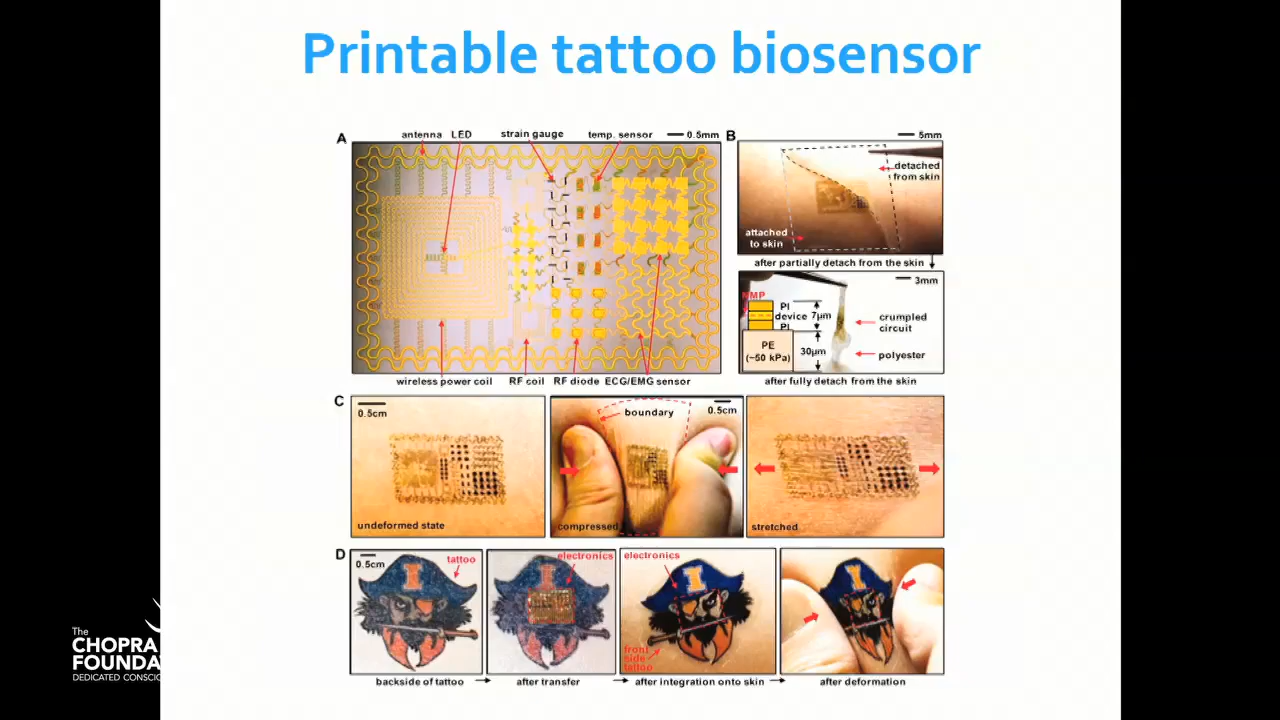 Printable tattoo biosensor
A
antenna LED strain gauge temp. sensor 0.5mm
wireless power coil RF coil RF diode ECG/EMG sensor
B
5mm
detached
from skin
attached
to skin
after partially detach from the skin
3mm
PI
device 7μm
PI
PE
(~50 kPa)
30μm
crumpled
circuit
polyester
after fully detach from the skin
C
0.5cm
undeformed state
boundary
0.5cm
compressed
stretched
D
0.5cm
tattoo
I
backside of tattoo
electronics
I
after transfer
electronics
I
front
side
tattoo
after integration onto skin
I
after deformation
The
CHOPRA
FOUNDA
DEDICATED CONSCIO